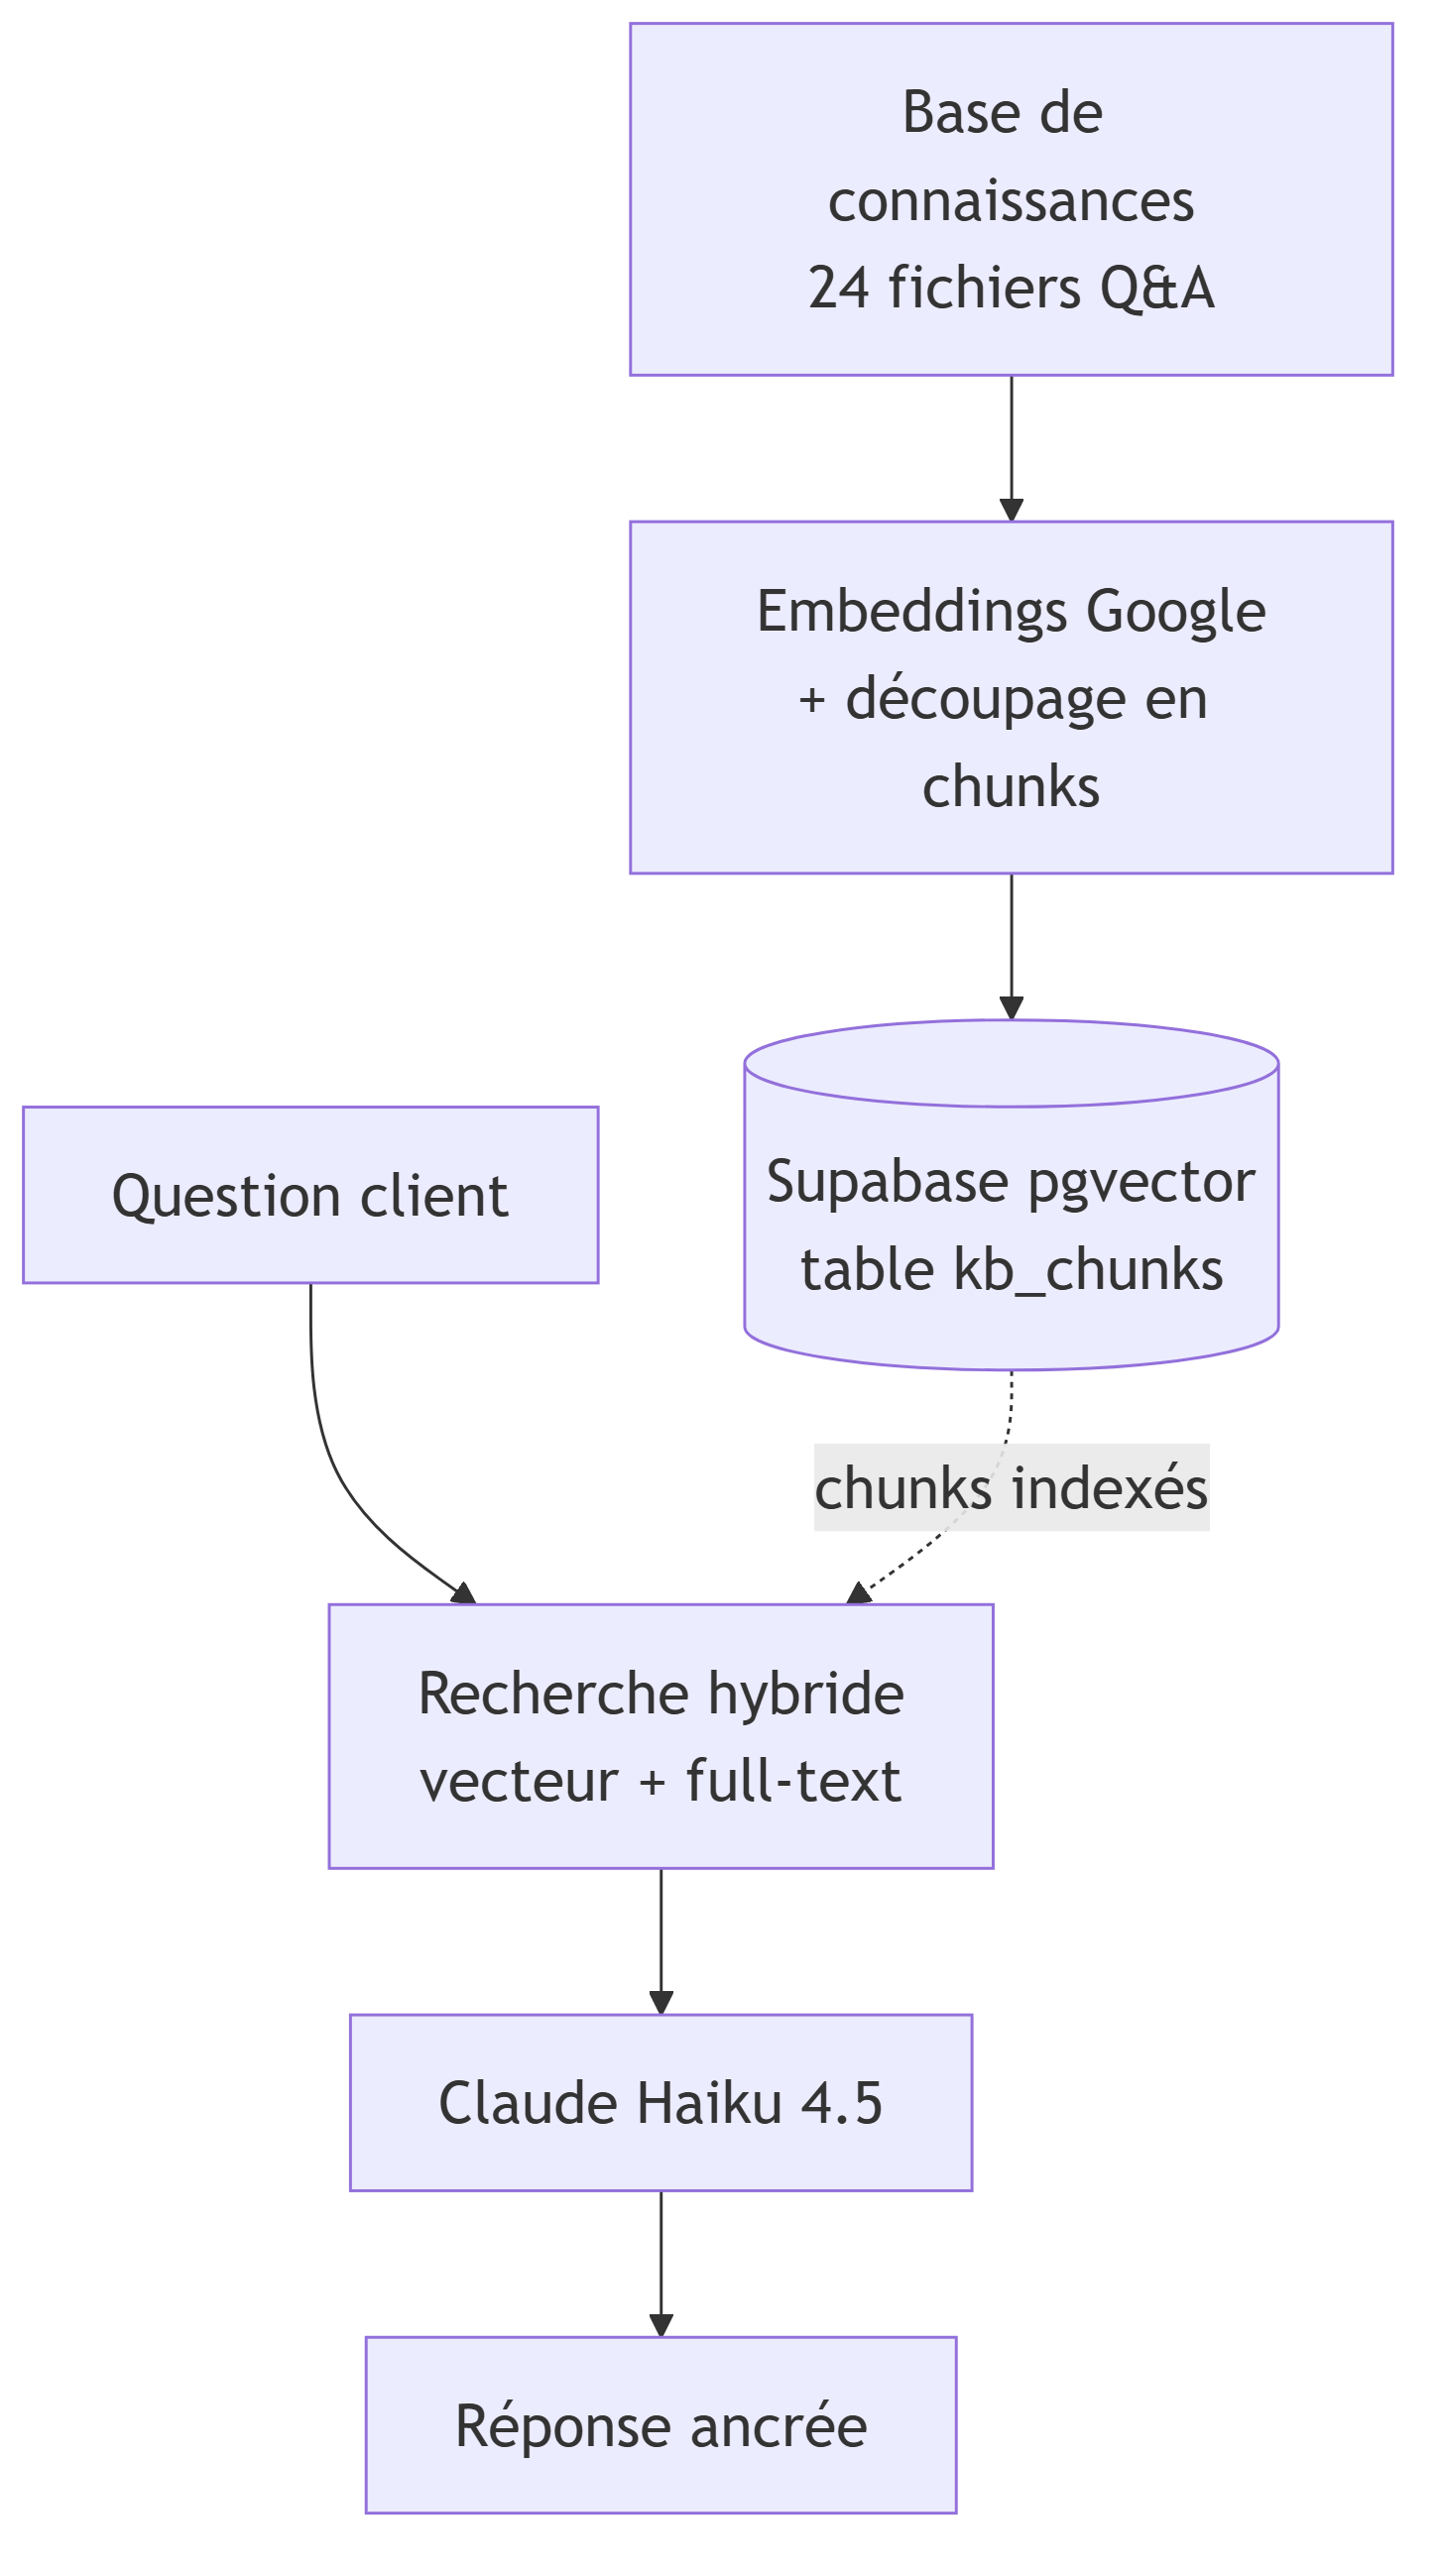 Base de
connaissances
24 fichiers Q&A
Embeddings Google
+ découpage en
chunks
Question client
Supabase pgvector
table kb_chunks
chunks indexés
Recherche hybride
vecteur + full-text
Claude Haiku 4.5
Réponse ancrée